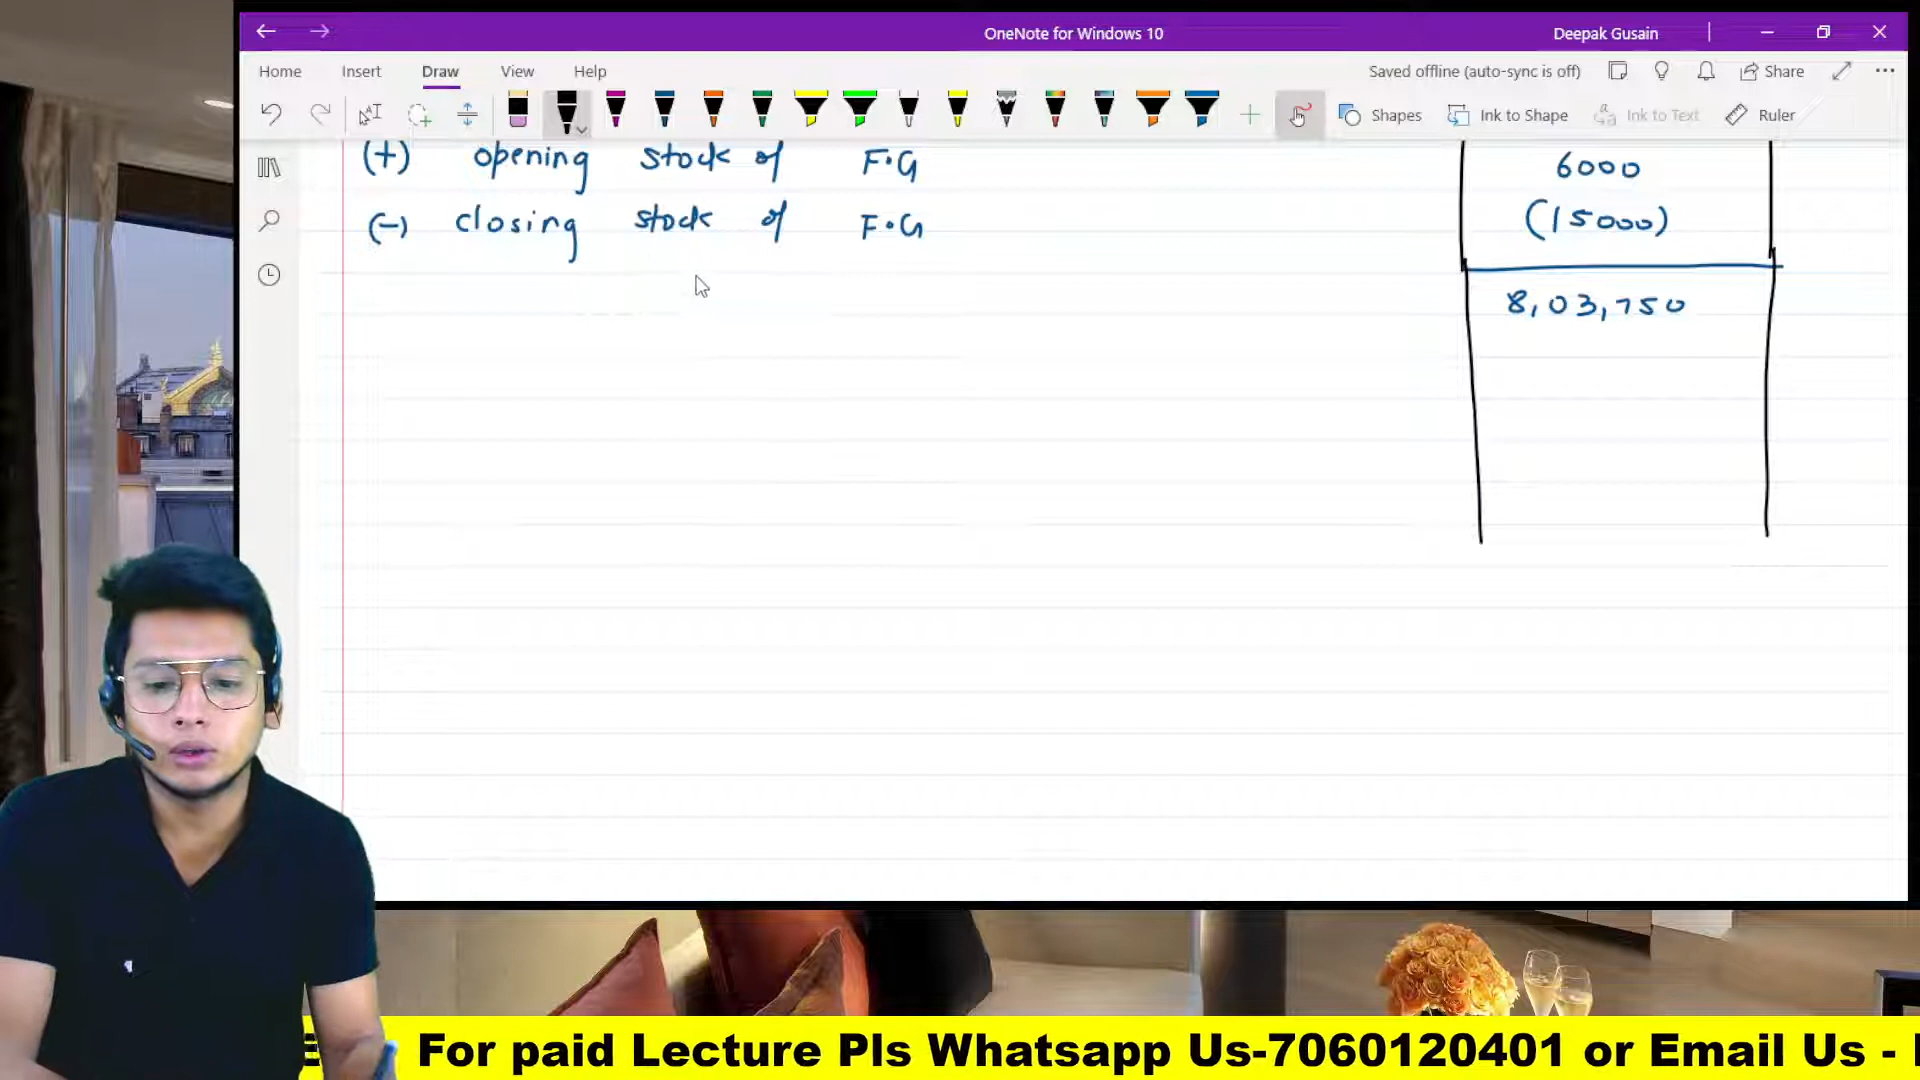 OneNote for Windows 10
Deepak Gusain
Home Insert Draw View Help
Saved offline (auto-sync is off)
Share
Shapes
Ink to Shape
Ink to Text
Ruler
(+) opening stock of F.G 6000
(-) closing stock of F.G (15000)
8,03,750
For paid Lecture Pls Whatsapp Us-7060120401 or Email Us -